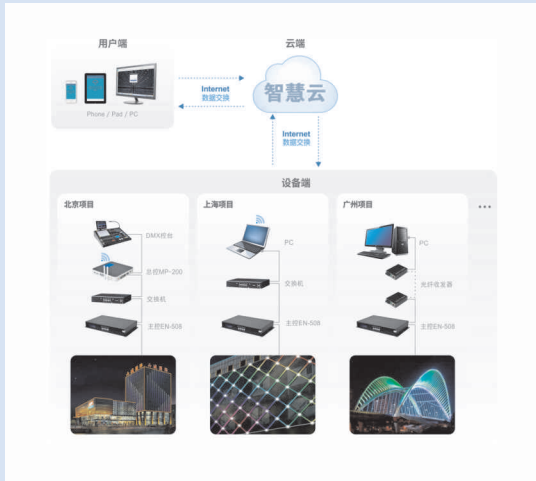 用户端
云端
智慧云
Internet
数据交换
Phone / Pad / PC
Internet
数据交换
设备端
北京项目
DMX控台
总控MP-200
交换机
主控EN-508
上海项目
PC
交换机
主控EN-508
广州项目
PC
光纤收发器
主控EN-508
...